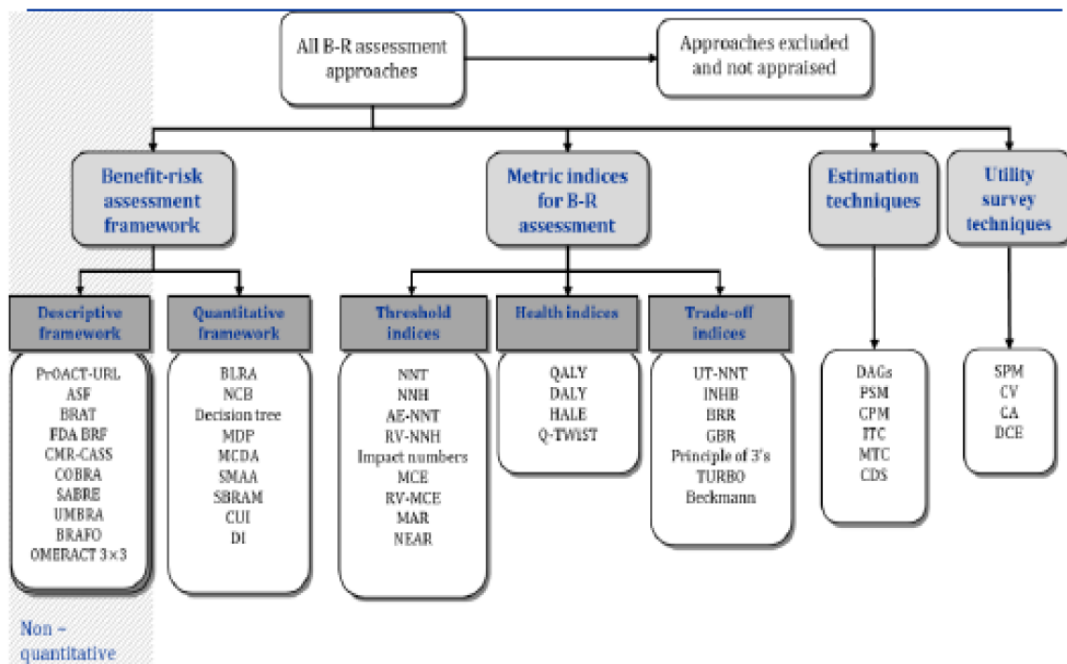 All B-R assessment
approaches
Approaches excluded
and not appraised
Benefit-risk
assessment
framework
Metric indices
for B-R
assessment
Estimation
techniques
Utility
survey
techniques
Descriptive
framework
Quantitative
framework
Threshold
indices
Health indices
Trade-off
indices
PrOACT-URL
ASF
BRAT
FDA BRF
CMR-CASS
COBRA
SABRE
UMBRA
BRAFO
OMERACT 3×3
BLRA
NCB
Decision tree
MDP
MCDA
SMAA
SBRAM
CUI
DI
NNT
NNH
AE-NNT
RV-NNH
Impact numbers
MCE
RV-MCE
MAR
NEAR
QALY
DALY
HALE
Q-TWiST
UT-NNT
INHB
BRR
GBR
Principle of 3's
TURBO
Beckmann
DAGs
PSM
CPM
ITC
MTC
CDS
SPM
CV
CA
DCE
Non –
quantitative